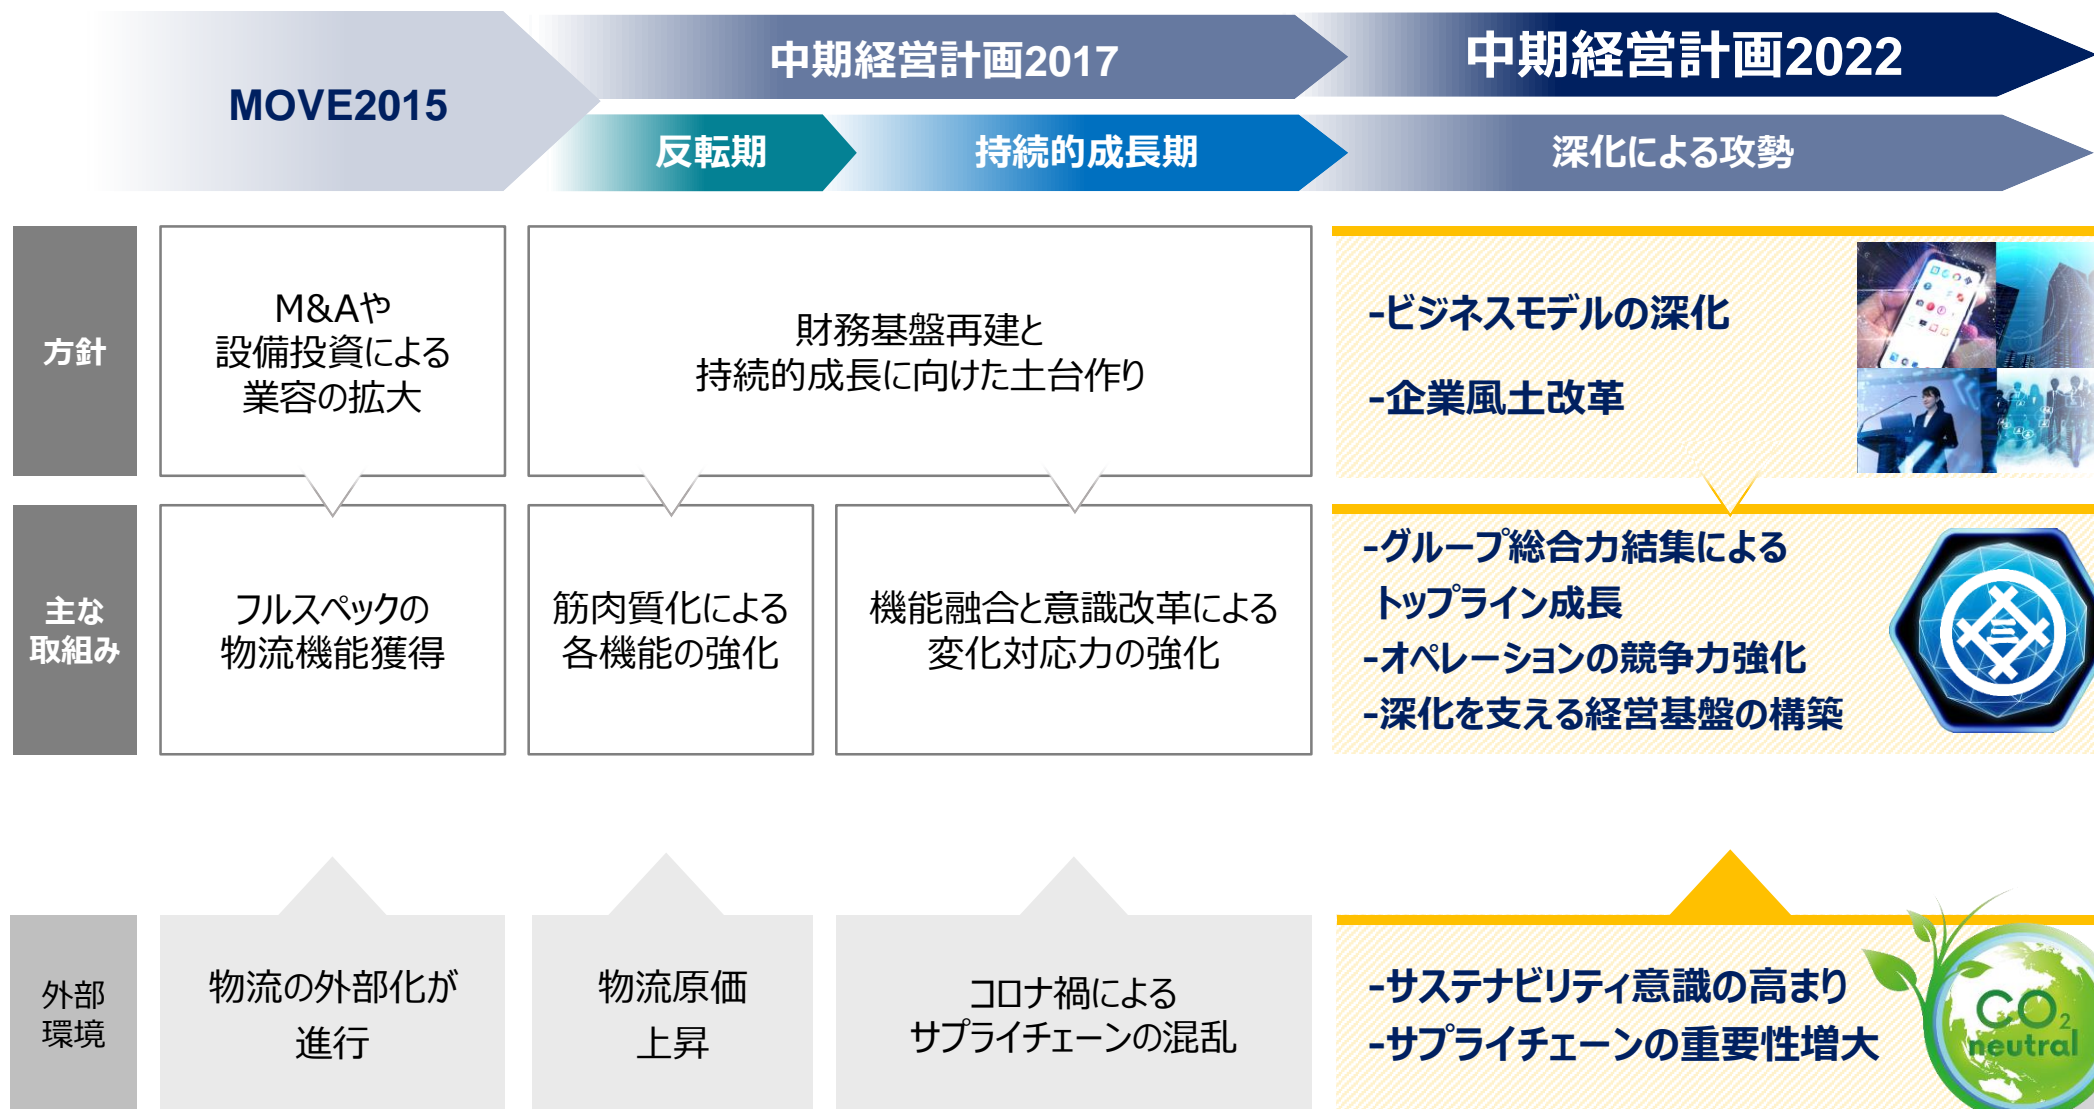 MOVE2015
中期経営計画2017
中期経営計画2022
反転期
持続的成長期
深化による攻勢
方針
M&Aや
設備投資による
業容の拡大
財務基盤再建と
持続的成長に向けた土台作り
-ビジネスモデルの深化
-企業風土改革
主な
取組み
フルスペックの
物流機能獲得
筋肉質化による
各機能の強化
機能融合と意識改革による
変化対応力の強化
-グループ総合力結集による
トップライン成長
-オペレーションの競争力強化
-深化を支える経営基盤の構築
外部
環境
物流の外部化が
進行
物流原価
上昇
コロナ禍による
サプライチェーンの混乱
-サステナビリティ意識の高まり
-サプライチェーンの重要性増大
CO2
neutral